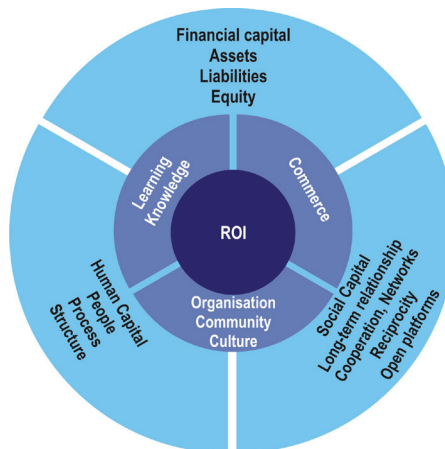 Financial capital
Assets
Liabilities
Equity
Learning
Knowledge
Commerce
ROI
Organisation
Community
Culture
Human Capital
People
Process
Structure
Social Capital
Long-term relationship
Cooperation, Networks
Reciprocity
Open platforms